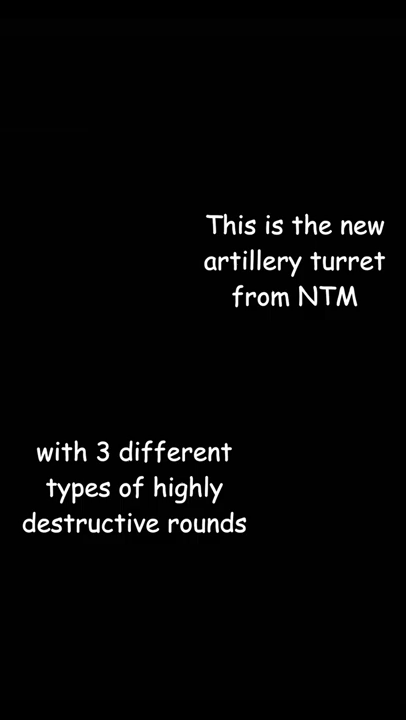 This is the new
artillery turret
from NTM
with 3 different
types of highly
destructive rounds